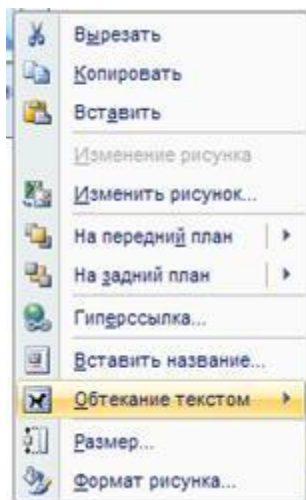 Вырезать
Копировать
Вставить
Изменение рисунка
Изменить рисунок...
На передний план
На задний план
Гиперссылка...
Вставить название...
Обтекание текстом
Размер...
Формат рисунка...